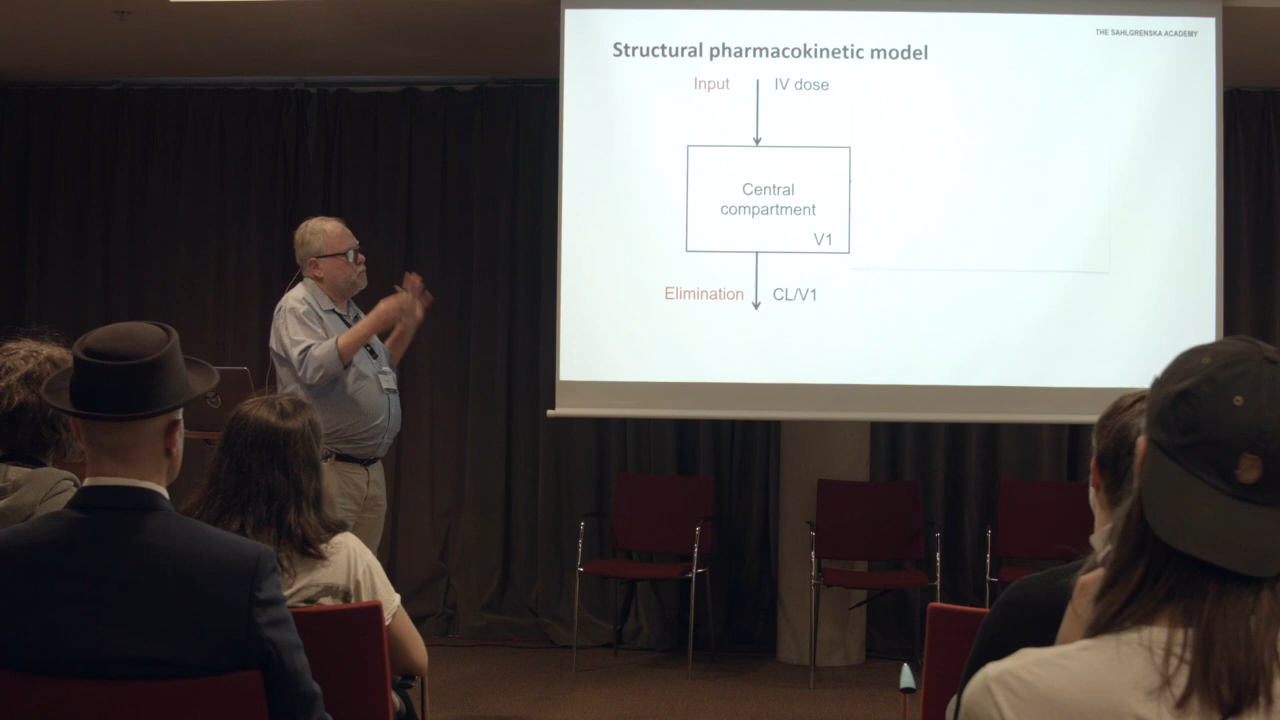 THE SAHLGRENSKA ACADEMY
Structural pharmacokinetic model
Input IV dose
Central
compartment
V1
Elimination CL/V1